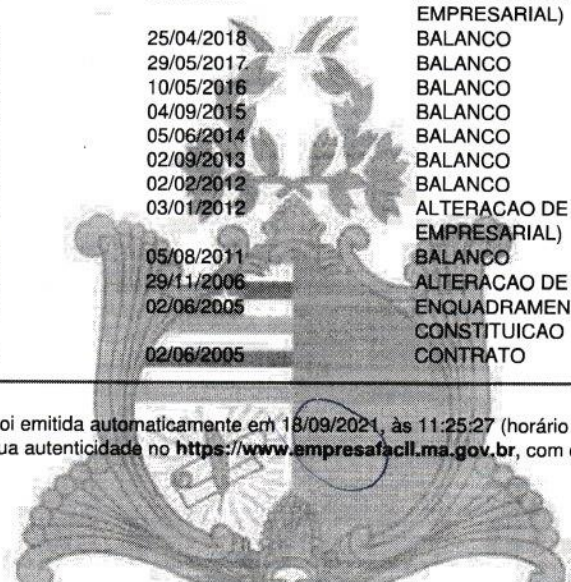 EMPRESARIAL)
25/04/2018 BALANCO
29/05/2017 BALANCO
10/05/2016 BALANCO
04/09/2015 BALANCO
05/06/2014 BALANCO
02/09/2013 BALANCO
02/02/2012 BALANCO
03/01/2012 ALTERACAO DE
EMPRESARIAL)
05/08/2011 BALANCO
29/11/2006 ALTERACAO DE
02/06/2005 ENQUADRAMEN
CONSTITUICAO
02/06/2005 CONTRATO
oi emitida automaticamente em 18/09/2021, às 11:25:27 (horário
ua autenticidade no https://www.empresafacil.ma.gov.br, com